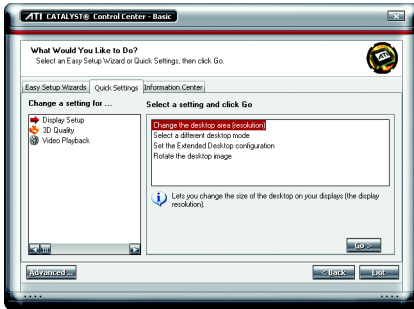 ATI CATALYST® Control Center - Basic
What Would You Like to Do?
Select an Easy Setup Wizard or Quick Settings, then click Go.
Easy Setup Wizards Quick Settings Information Center
Change a setting for ...
Display Setup
3D Quality
Video Playback
Select a setting and click Go
Change the desktop area (resolution)
Select a different desktop mode
Set the Extended Desktop configuration
Rotate the desktop image
Lets you change the size of the desktop on your displays (the display
resolution).
Go >
Advanced ...
< Back
Exit